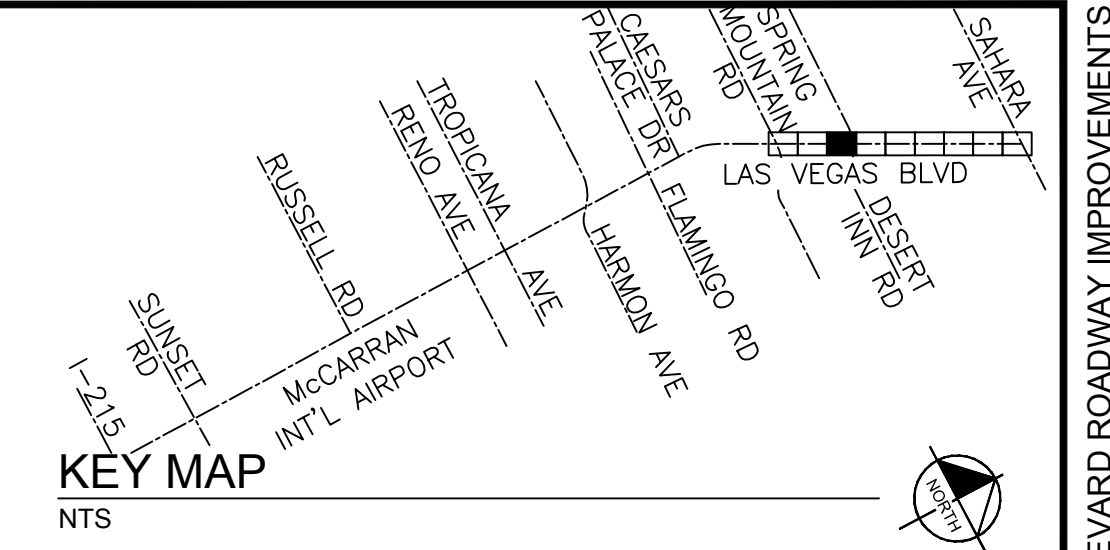 CAESARS
PALACE DR
SPRING
MOUNTAIN
RD
SAHARA
AVE
TROPICANA
AVE
RENO AVE
RUSSELL RD
LAS VEGAS BLVD
DESERT
INN RD
FLAMINGO RD
HARMON AVE
SUNSET
RD
I-215
McCARRAN
INT'L AIRPORT
KEY MAP
NTS
NORTH
EVARD ROADWAY IMPROVEMENTS